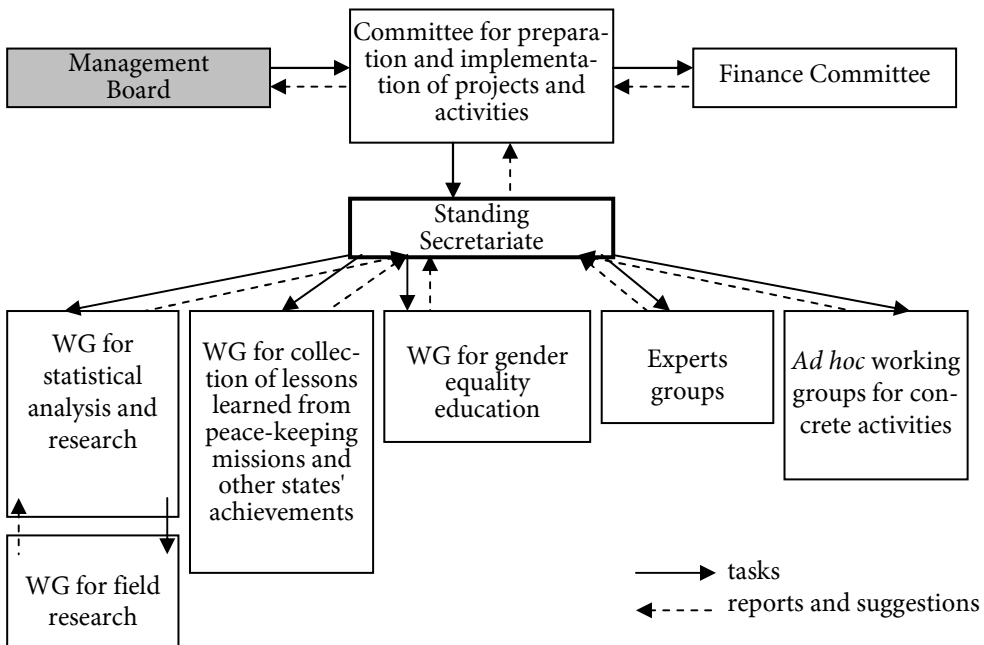 Management
Board
Committee for prepara-
tion and implementa-
tion of projects and
activities
Finance Committee
Standing
Secretariate
WG for
statistical
analysis and
research
WG for collec-
tion of lessons
learned from
peace-keeping
missions and
other states'
achievements
WG for gender
equality
education
Experts
groups
Ad hoc working
groups for con-
crete activities
WG for field
research
tasks
reports and suggestions